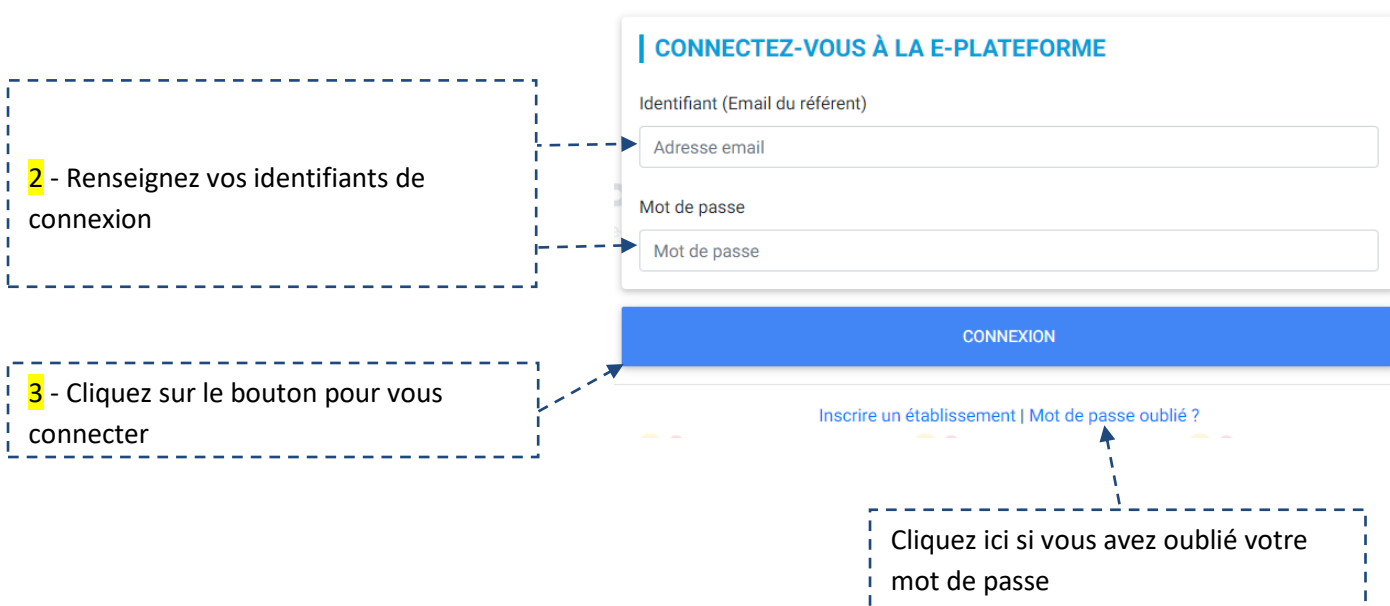 CONNECTEZ-VOUS À LA E-PLATEFORME
Identifiant (Email du référent)
Adresse email
2 - Renseignez vos identifiants de
connexion
Mot de passe
Mot de passe
CONNEXION
3 - Cliquez sur le bouton pour vous
connecter
Inscrire un établissement | Mot de passe oublié ?
Cliquez ici si vous avez oublié votre
mot de passe